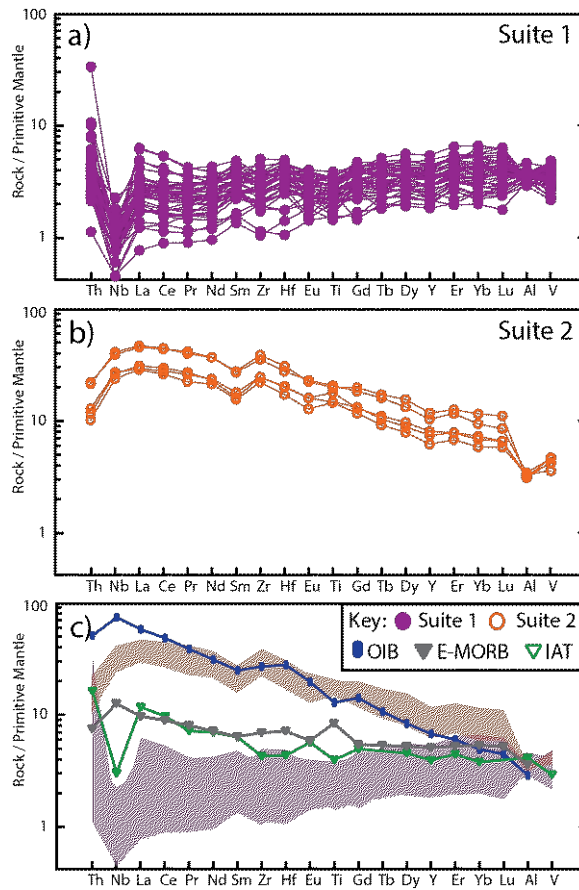 100
a)
Suite 1
Rock / Primitive Mantle
10
1
Th Nb La Ce Pr Nd Sm Zr Hf Eu Ti Gd Tb Dy Y Er Yb Lu Al V
100
b)
Suite 2
Rock / Primitive Mantle
10
1
Th Nb La Ce Pr Nd Sm Zr Hf Eu Ti Gd Tb Dy Y Er Yb Lu Al V
100
c)
Key: Suite 1 Suite 2
OIB E-MORB IAT
Rock / Primitive Mantle
10
1
Th Nb La Ce Pr Nd Sm Zr Hf Eu Ti Gd Tb Dy Y Er Yb Lu Al V